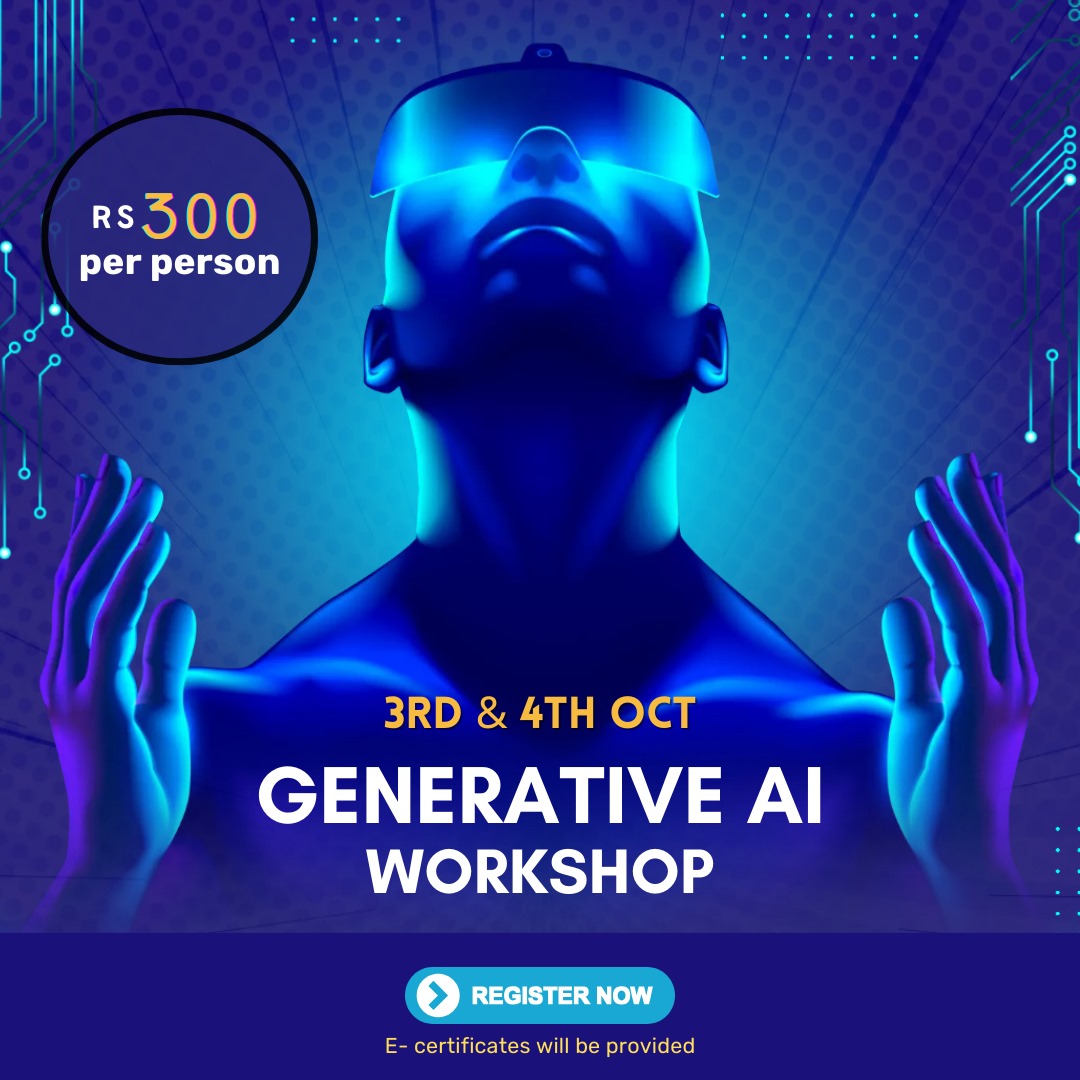 RS 300
per person
3RD & 4TH OCT
GENERATIVE AI
WORKSHOP
REGISTER NOW
E- certificates will be provided